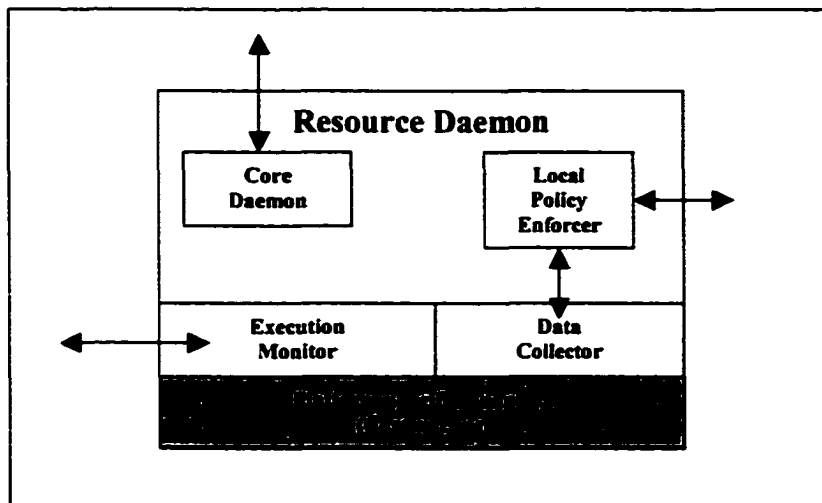 Resource Daemon
Core
Daemon
Local
Policy
Enforcer
Execution
Monitor
Data
Collector